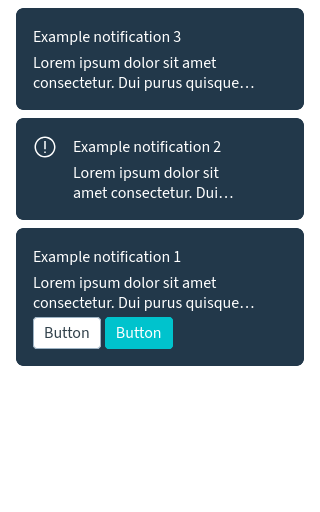 Example notification 3
Lorem ipsum dolor sit amet
consectetur. Dui purus quisque…
Example notification 2
Lorem ipsum dolor sit
amet consectetur. Dui…
Example notification 1
Lorem ipsum dolor sit amet
consectetur. Dui purus quisque…
Button Button